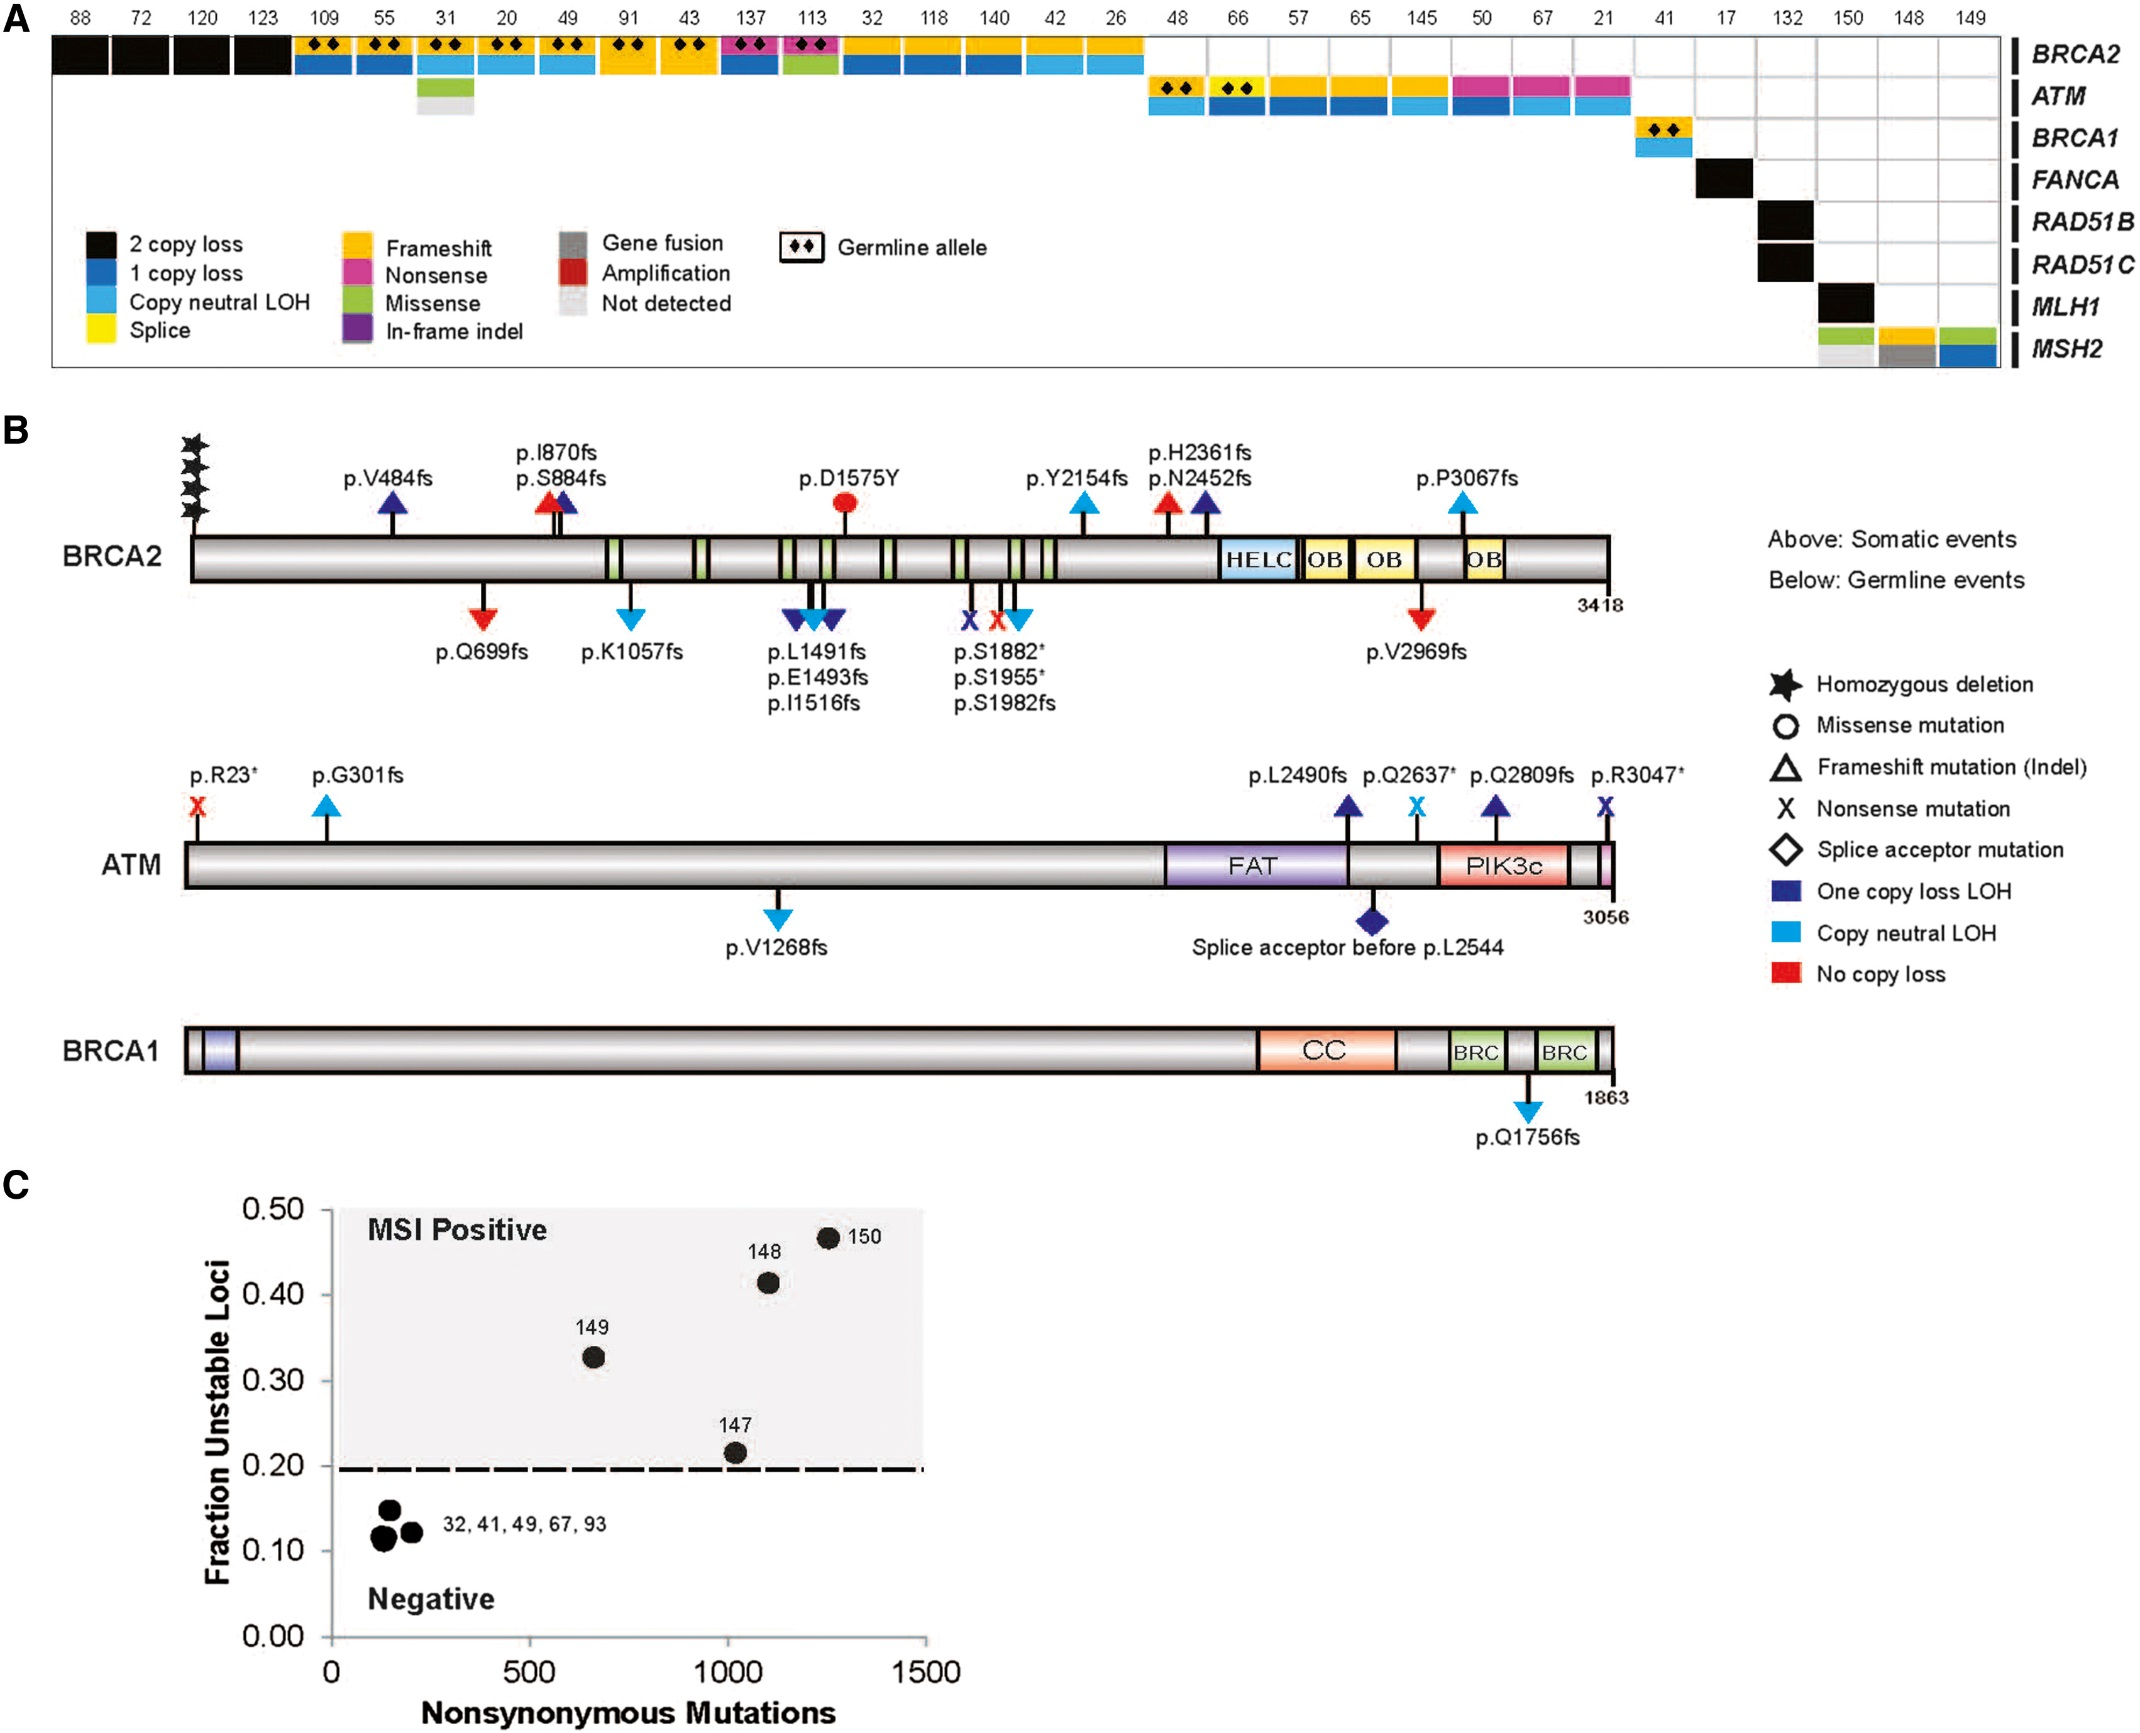 A
88 72 120 123 109 55 31 20 49 91 43 137 113 32 118 140 42 26 48 66 57 65 145 50 67 21 41 17 132 150 148 149
BRCA2
ATM
BRCA1
FANCA
RAD51B
RAD51C
MLH1
MSH2
2 copy loss
1 copy loss
Copy neutral LOH
Splice
Frameshift
Nonsense
Missense
In-frame indel
Gene fusion
Amplification
Not detected
Germline allele
B
p.V484fs
p.I870fs
p.S884fs
p.D1575Y
p.Y2154fs
p.H2361fs
p.N2452fs
p.P3067fs
BRCA2
HELC OB OB OB
3418
p.Q699fs
p.K1057fs
p.L1491fs
p.E1493fs
p.I1516fs
p.S1882*
p.S1955*
p.S1982fs
p.V2969fs
Above: Somatic events
Below: Germline events
p.R23*
p.G301fs
p.L2490fs
p.Q2637*
p.Q2809fs
p.R3047*
X X X X X
ATM
FAT PIK3c
3056
p.V1268fs
Splice acceptor before p.L2544
BRCA1
CC BRC BRC
1863
p.Q1756fs
Homozygous deletion
Missense mutation
Frameshift mutation (Indel)
X Nonsense mutation
Splice acceptor mutation
One copy loss LOH
Copy neutral LOH
No copy loss
C
Fraction Unstable Loci
0.50
0.40
0.30
0.20
0.10
0.00
MSI Positive
150
148
149
147
32, 41, 49, 67, 93
Negative
0 500 1000 1500
Nonsynonymous Mutations